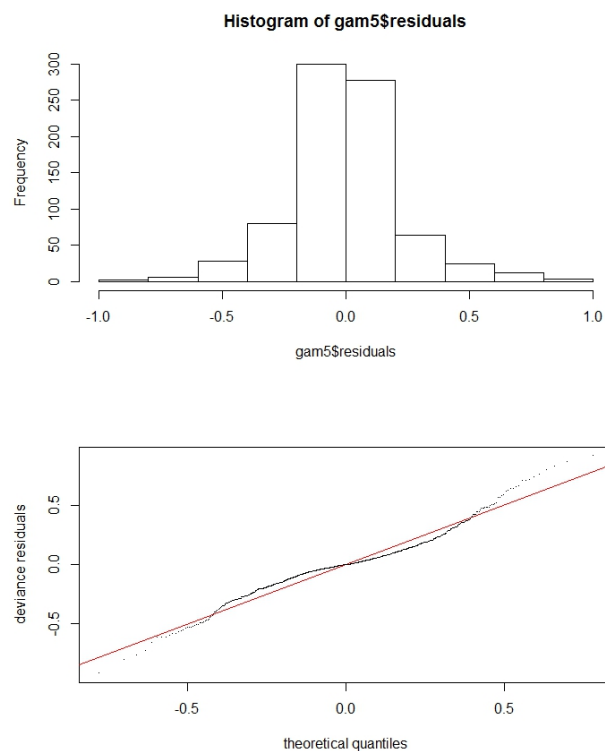 Histogram of gam5$residuals
Frequency
0 50 100 150 200 250 300
-1.0 -0.5 0.0 0.5 1.0
gam5$residuals
deviance residuals
-0.5 0.0 0.5
-0.5 0.0 0.5
theoretical quantiles